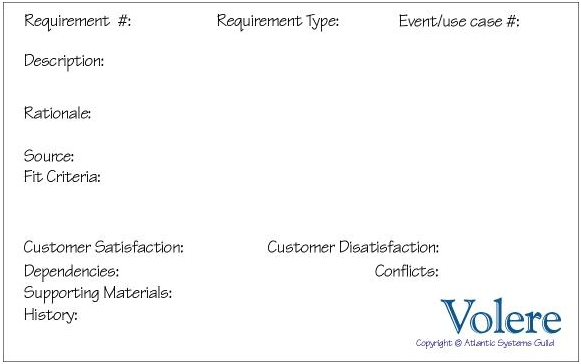 Requirement #: Requirement Type: Event/use case #:
Description:
Rationale:
Source:
Fit Criteria:
Customer Satisfaction: Customer Disatisfaction:
Dependencies: Conflicts:
Supporting Materials:
History:
Volere
Copyright © Atlantic Systems Guild